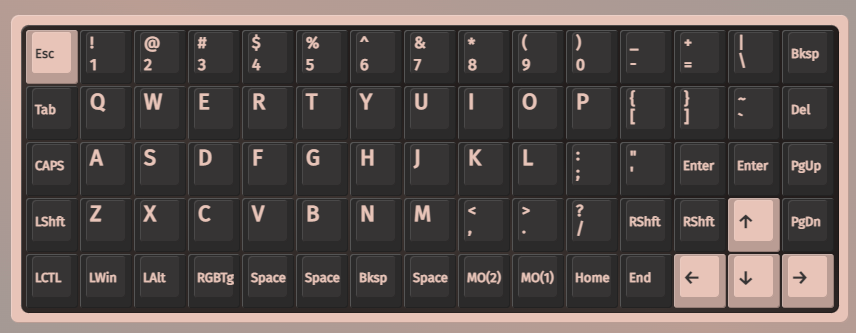 Esc ! 1 @ 2 # 3 $ 4 % 5 ^ 6 & 7 * 8 ( 9 ) 0 _ - + = | \ Bksp
Tab Q W E R T Y U I O P { [ } ] ~ ` Del
CAPS A S D F G H J K L : ; " ' Enter Enter PgUp
LShft Z X C V B N M < , > . ? / RShft RShft ↑ PgDn
LCTL LWin LAlt RGBTg Space Space Bksp Space MO(2) MO(1) Home End ← ↓ →